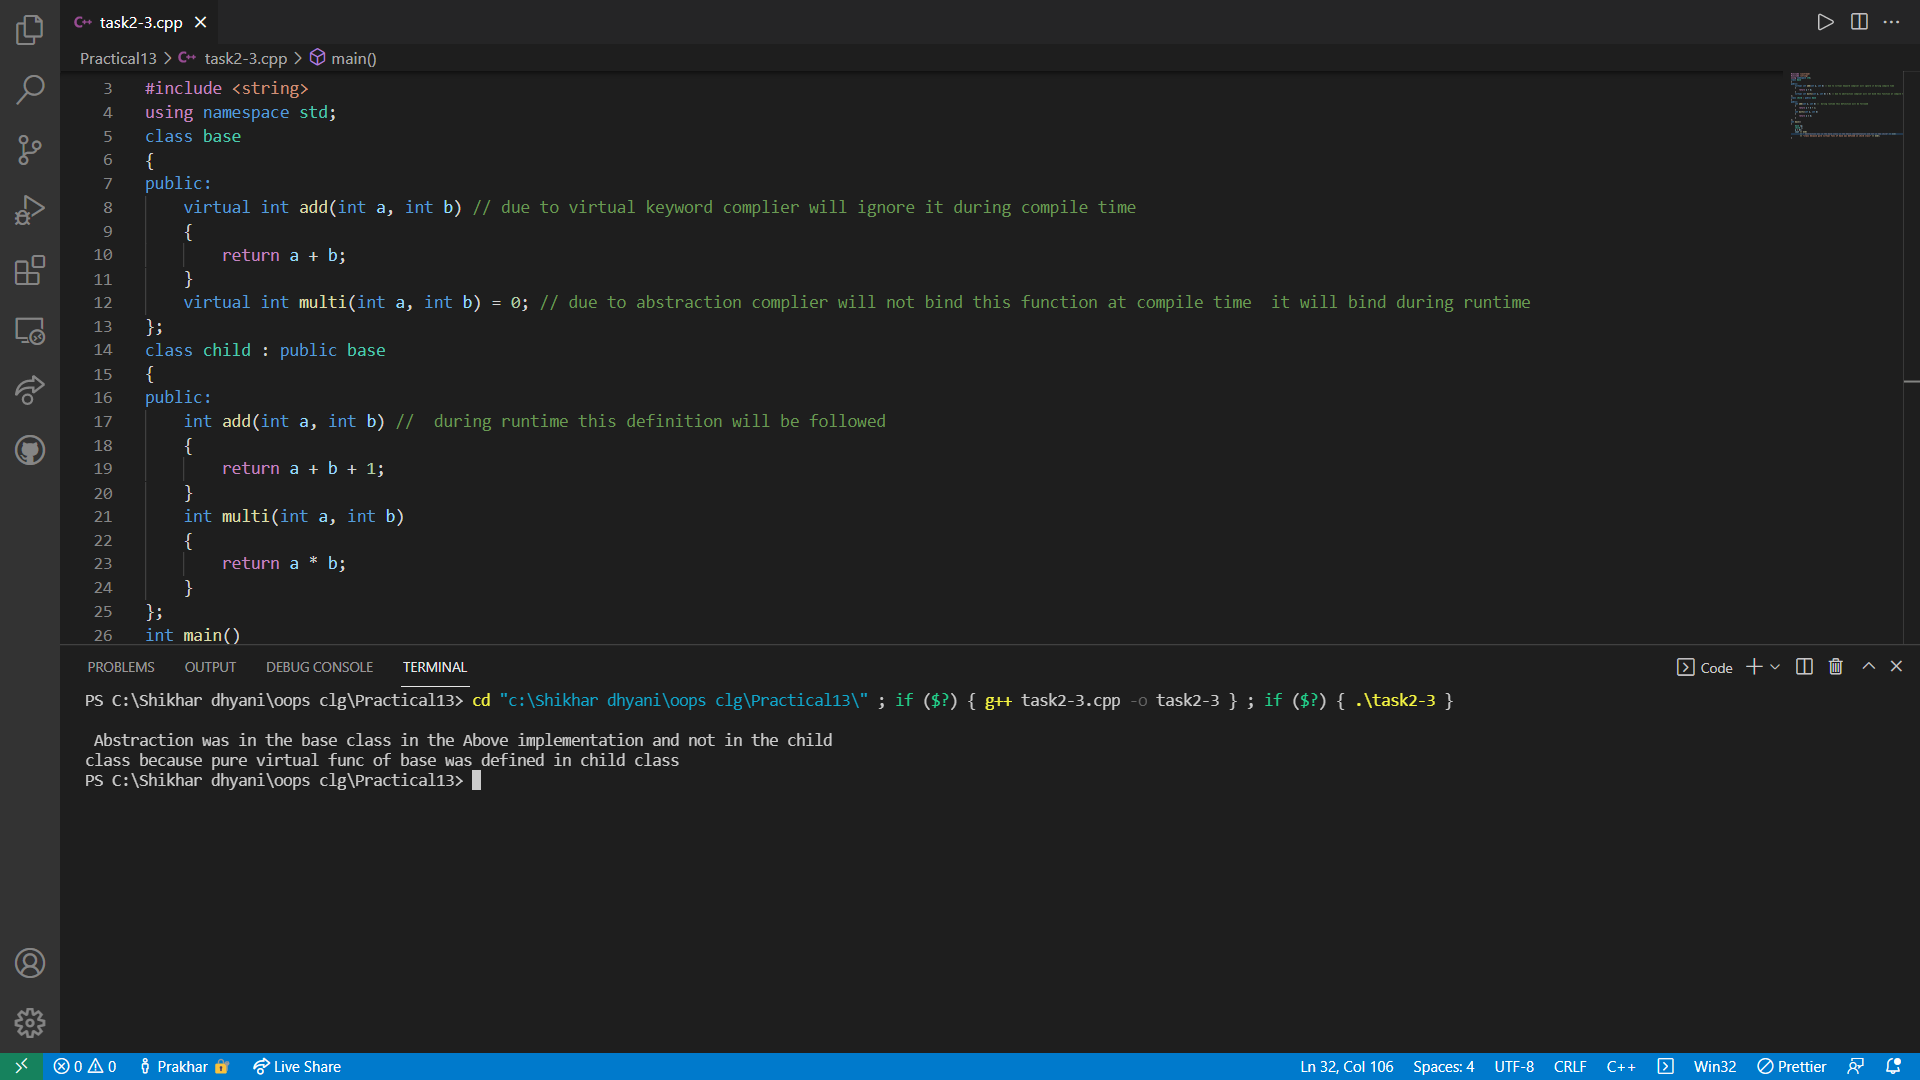 task2-3.cpp
Practical13 > task2-3.cpp > main()
3 #include <string>
4 using namespace std;
5 class base
6 {
7 public:
8     virtual int add(int a, int b) // due to virtual keyword complier will ignore it during compile time
9     {
10         return a + b;
11     }
12     virtual int multi(int a, int b) = 0; // due to abstraction complier will not bind this function at compile time  it will bind during runtime
13 };
14 class child : public base
15 {
16 public:
17     int add(int a, int b) //  during runtime this definition will be followed
18     {
19         return a + b + 1;
20     }
21     int multi(int a, int b)
22     {
23         return a * b;
24     }
25 };
26 int main()
PROBLEMS OUTPUT DEBUG CONSOLE TERMINAL Code
PS C:\Shikhar dhyani\oops clg\Practical13> cd "c:\Shikhar dhyani\oops clg\Practical13\" ; if ($?) { g++ task2-3.cpp -o task2-3 } ; if ($?) { .\task2-3 }
 Abstraction was in the base class in the Above implementation and not in the child
class because pure virtual func of base was defined in child class
PS C:\Shikhar dhyani\oops clg\Practical13>
0 0 Prakhar Live Share Ln 32, Col 106 Spaces: 4 UTF-8 CRLF C++ Win32 Prettier